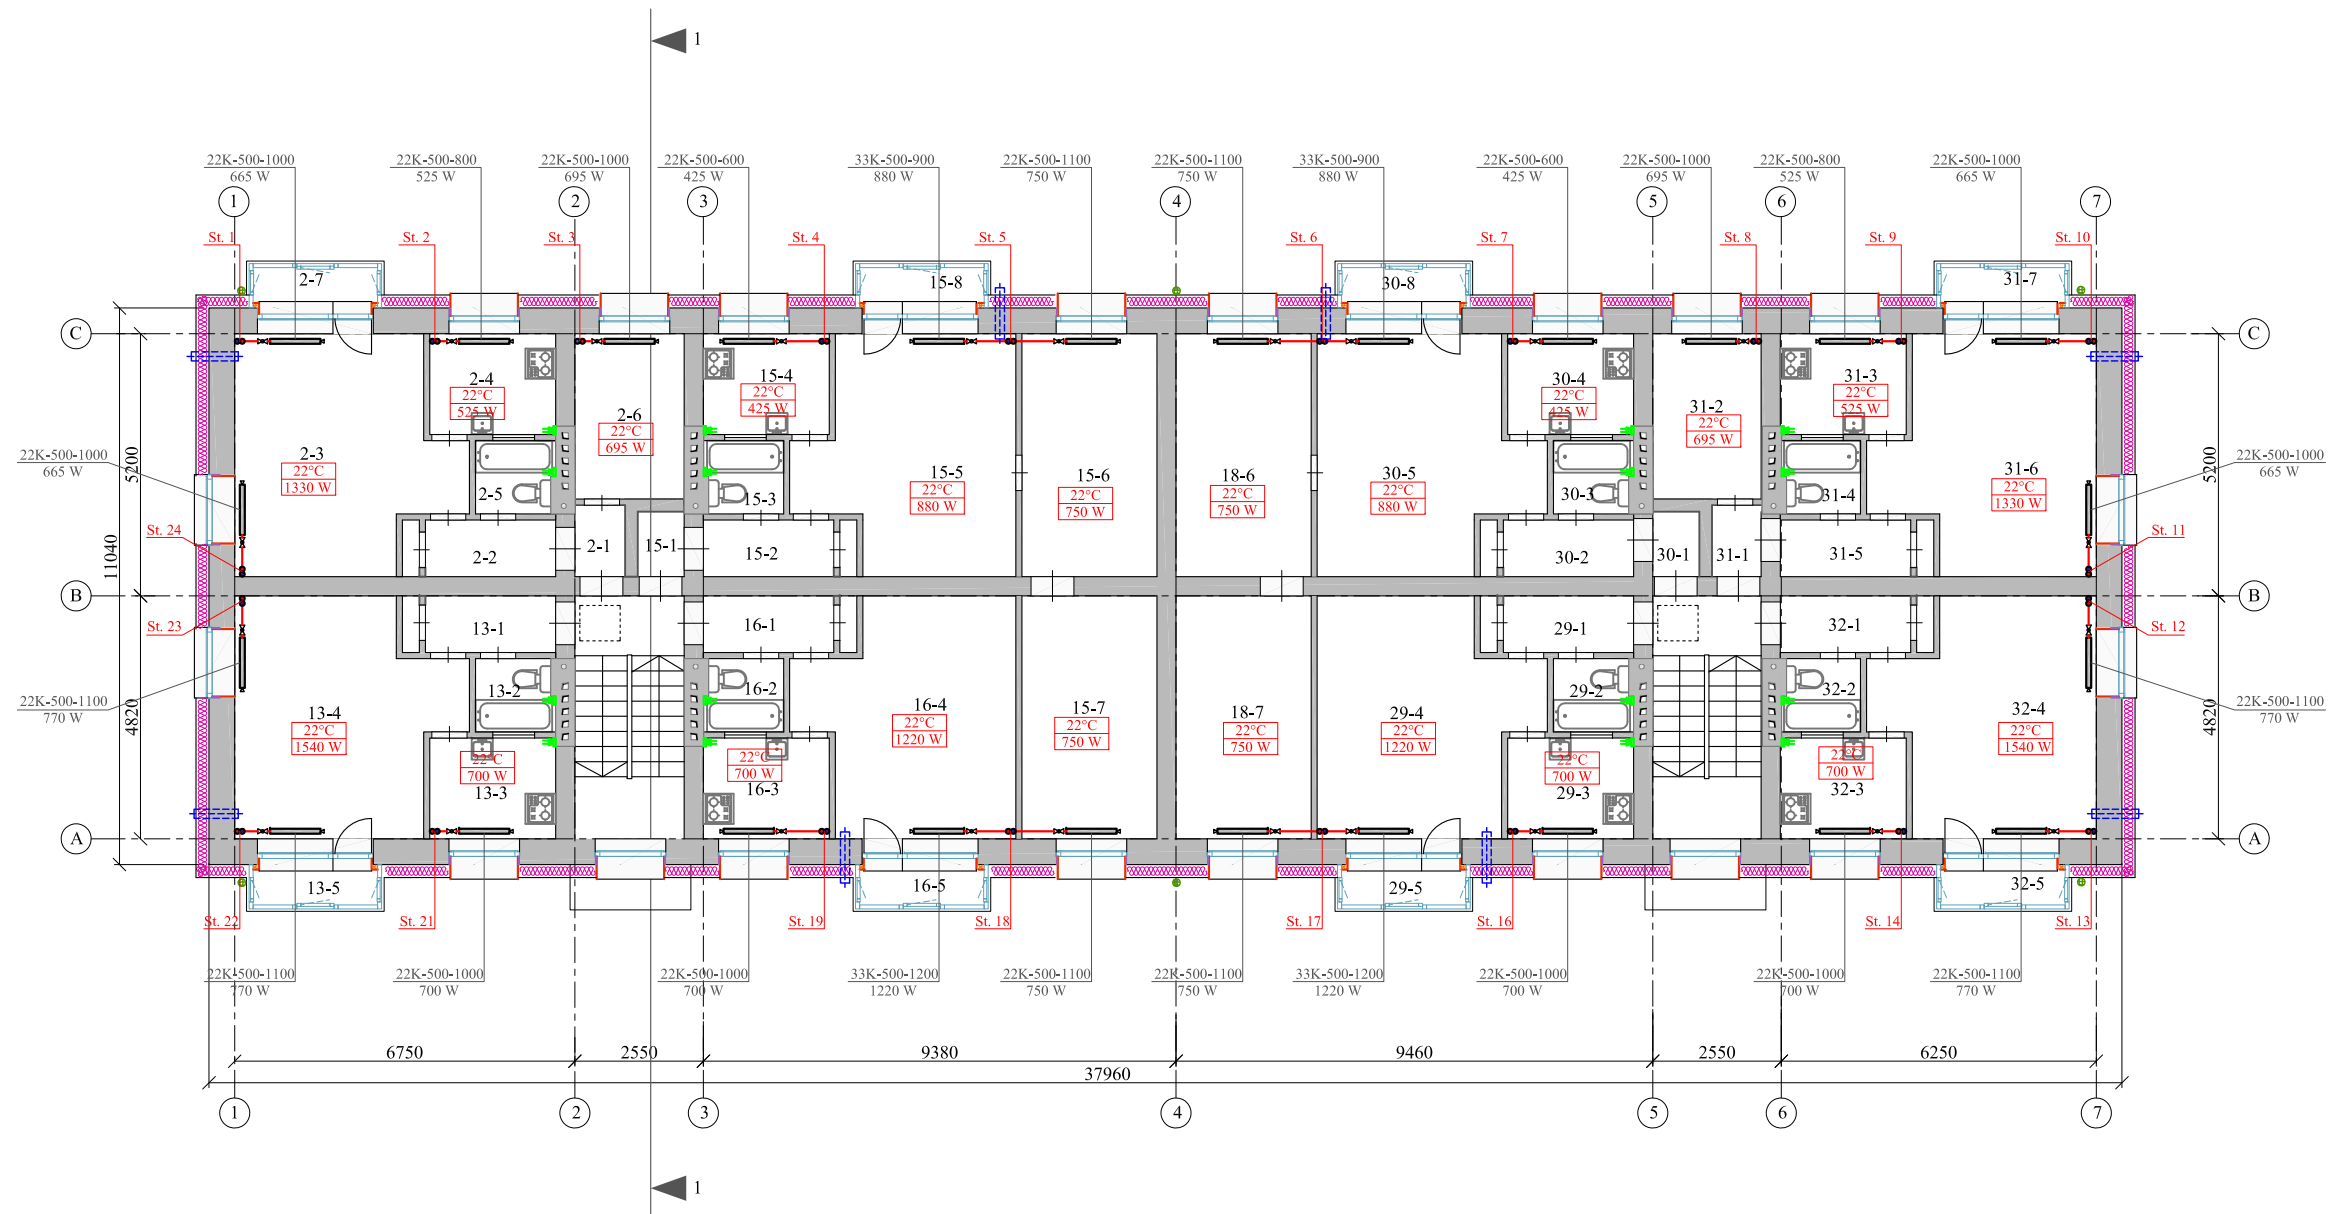 1
22K-500-1000
665 W
22K-500-800
525 W
22K-500-1000
695 W
22K-500-600
425 W
33K-500-900
880 W
22K-500-1100
750 W
22K-500-1100
750 W
33K-500-900
880 W
22K-500-600
425 W
22K-500-1000
695 W
22K-500-800
525 W
22K-500-1000
665 W
1
2
3
4
5
6
7
St. 1
St. 2
St. 3
St. 4
St. 5
St. 6
St. 7
St. 8
St. 9
St. 10
2-7
15-8
30-8
31-7
C
C
2-4
22°C
525 W
2-6
22°C
695 W
15-4
22°C
425 W
30-4
22°C
425 W
31-2
22°C
695 W
31-3
22°C
525 W
22K-500-1000
665 W
5200
2-3
22°C
1330 W
2-5
15-3
15-5
22°C
880 W
15-6
22°C
750 W
18-6
22°C
750 W
30-5
22°C
880 W
30-3
31-4
31-6
22°C
1330 W
22K-500-1000
665 W
5200
St. 24
11040
2-2
2-1
15-1
15-2
30-2
30-1
31-1
31-5
St. 11
B
B
St. 23
13-1
16-1
29-1
32-1
St. 12
22K-500-1100
770 W
4820
13-4
22°C
1540 W
13-2
16-2
16-4
22°C
1220 W
15-7
22°C
750 W
18-7
22°C
750 W
29-4
22°C
1220 W
29-2
32-2
32-4
22°C
1540 W
22K-500-1100
770 W
4820
22°C
700 W
13-3
22°C
700 W
16-3
22°C
700 W
29-3
22°C
700 W
32-3
A
A
13-5
16-5
29-5
32-5
St. 22
St. 21
St. 19
St. 18
St. 17
St. 16
St. 14
St. 13
22K-500-1100
770 W
22K-500-1000
700 W
22K-500-1000
700 W
33K-500-1200
1220 W
22K-500-1100
750 W
22K-500-1100
750 W
33K-500-1200
1220 W
22K-500-1000
700 W
22K-500-1000
700 W
22K-500-1100
770 W
6750
2550
9380
9460
2550
6250
37960
1
2
3
4
5
6
7
1